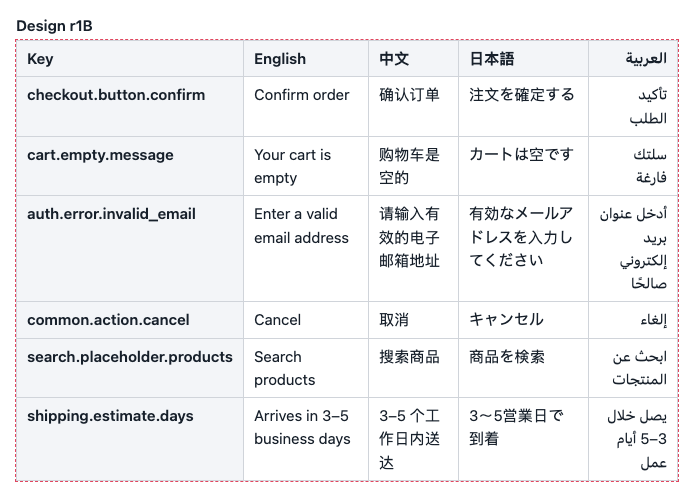 Design r1B
Key
English
中文
日本語
العربية
checkout.button.confirm
Confirm order
确认订单
注文を確定する
تأكيد
الطلب
cart.empty.message
Your cart is
empty
购物车是
空的
カートは空です
سلتك
فارغة
auth.error.invalid_email
Enter a valid
email address
请输入有
效的电子
邮箱地址
有効なメールア
ドレスを入力し
てください
أدخل عنوان
بريد
إلكتروني
صالحًا
common.action.cancel
Cancel
取消
キャンセル
إلغاء
search.placeholder.products
Search
products
搜索商品
商品を検索
ابحث عن
المنتجات
shipping.estimate.days
Arrives in 3–5
business days
3–5 个工
作日内送
达
3〜5営業日で
到着
يصل خلال
3–5 أيام
عمل